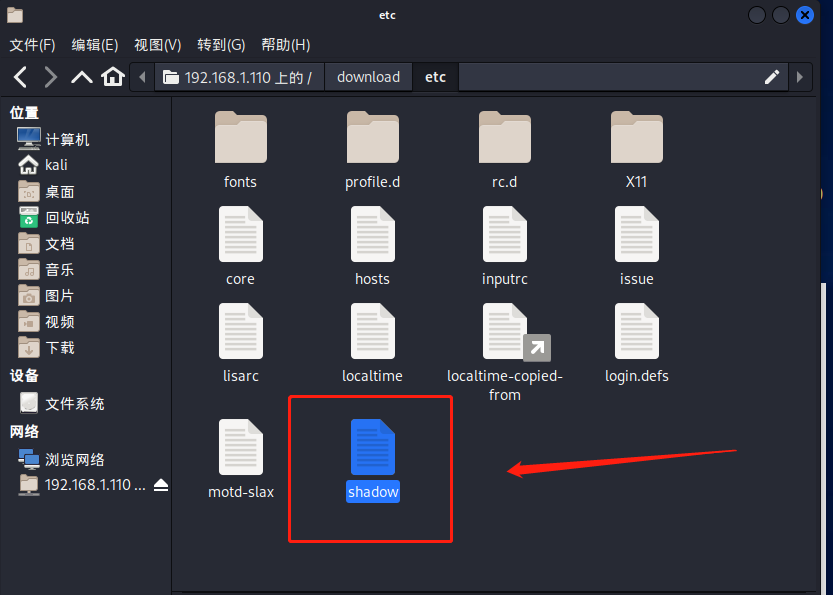 etc
文件(F) 编辑(E) 视图(V) 转到(G) 帮助(H)
192.168.1.110 上的 / download etc
位置
计算机
kali
桌面
回收站
文档
音乐
图片
视频
下载
设备
文件系统
网络
浏览网络
192.168.1.110 ...
fonts profile.d rc.d X11
core hosts inputrc issue
lisarc localtime localtime-copied- login.defs
from
motd-slax shadow